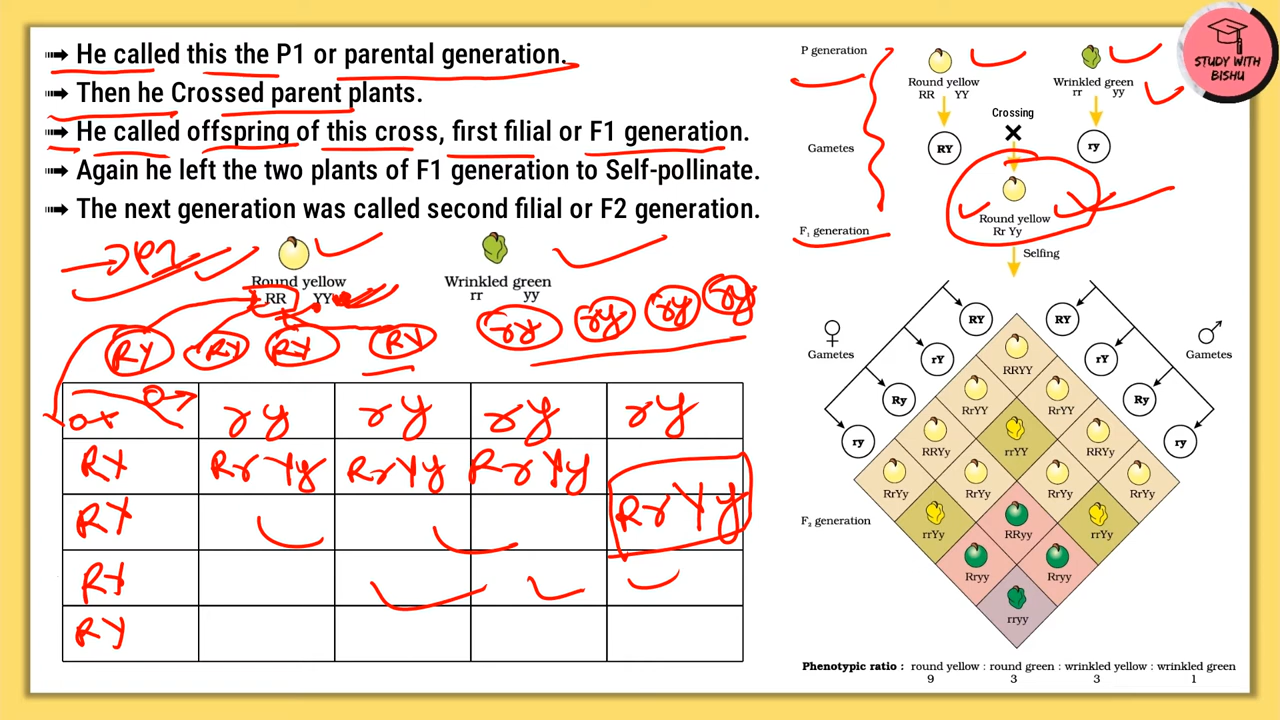 ➟ He called this the P1 or parental generation.
➟ Then he Crossed parent plants.
➟ He called offspring of this cross, first filial or F1 generation.
➟ Again he left the two plants of F1 generation to Self-pollinate.
➟ The next generation was called second filial or F2 generation.
Round yellow
RR YY
Wrinkled green
rr yy
RY RY RY RY
ry ry ry ry
ry ry ry ry
RY RrYy RrYy RrYy
RY RrYy
RY
RY
STUDY WITH
BISHU
P generation
Round yellow
RR YY
Wrinkled green
rr yy
Crossing
Gametes
RY
ry
Round yellow
Rr Yy
F₁ generation
Selfing
♀
Gametes
♂
Gametes
RY RY
rY rY
Ry Ry
ry ry
RRYY
RrYY RrYY
RRYy rrYY RRYy
RrYy RrYy RrYy RrYy
F₂ generation
rrYy RRyy rrYy
Rryy Rryy
rryy
Phenotypic ratio : round yellow : round green : wrinkled yellow : wrinkled green
9 3 3 1